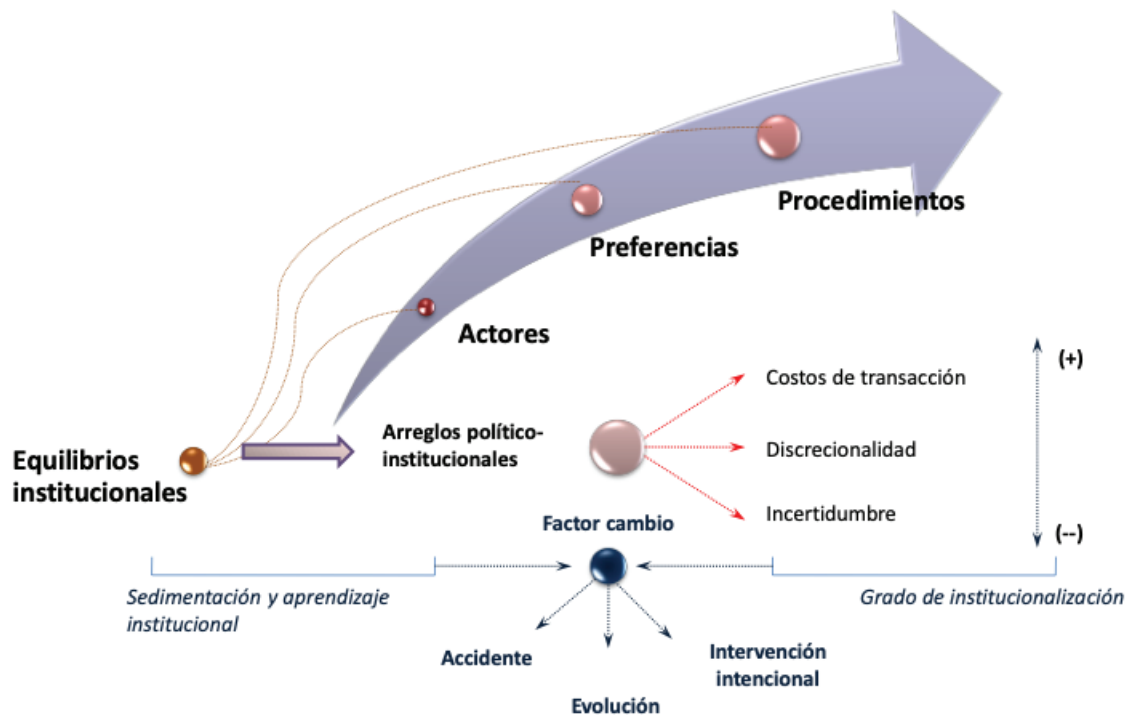 Procedimientos
Preferencias
Actores
(+)
Costos de transacción
Arreglos político-
institucionales
Discrecionalidad
Equilibrios
institucionales
Incertidumbre
Factor cambio
(--)
Sedimentación y aprendizaje
institucional
Grado de institucionalización
Accidente
Intervención
intencional
Evolución